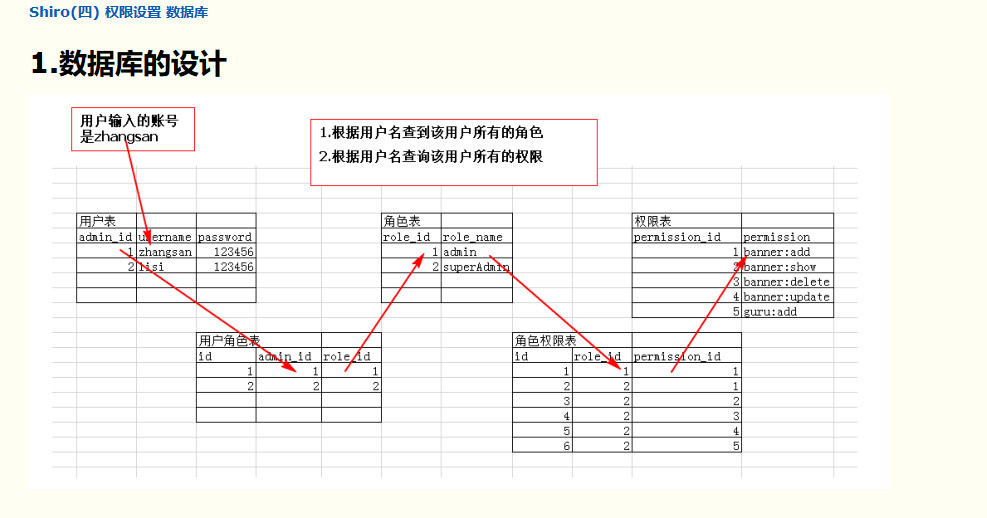 Shiro(四) 权限设置 数据库
1.数据库的设计
用户输入的账号
是zhangsan
1.根据用户名查到该用户所有的角色
2.根据用户名查询该用户所有的权限
用户表
admin_id username password
1 zhangsan 123456
2 lisi 123456
角色表
role_id role_name
1 admin
2 superAdmin
权限表
permission_id permission
1 banner:add
2 banner:show
3 banner:delete
4 banner:update
5 guru:add
用户角色表
id admin_id role_id
1 1 1
2 2 2
角色权限表
id role_id permission_id
1 1 1
2 2 1
3 2 2
4 2 3
5 2 4
6 2 5